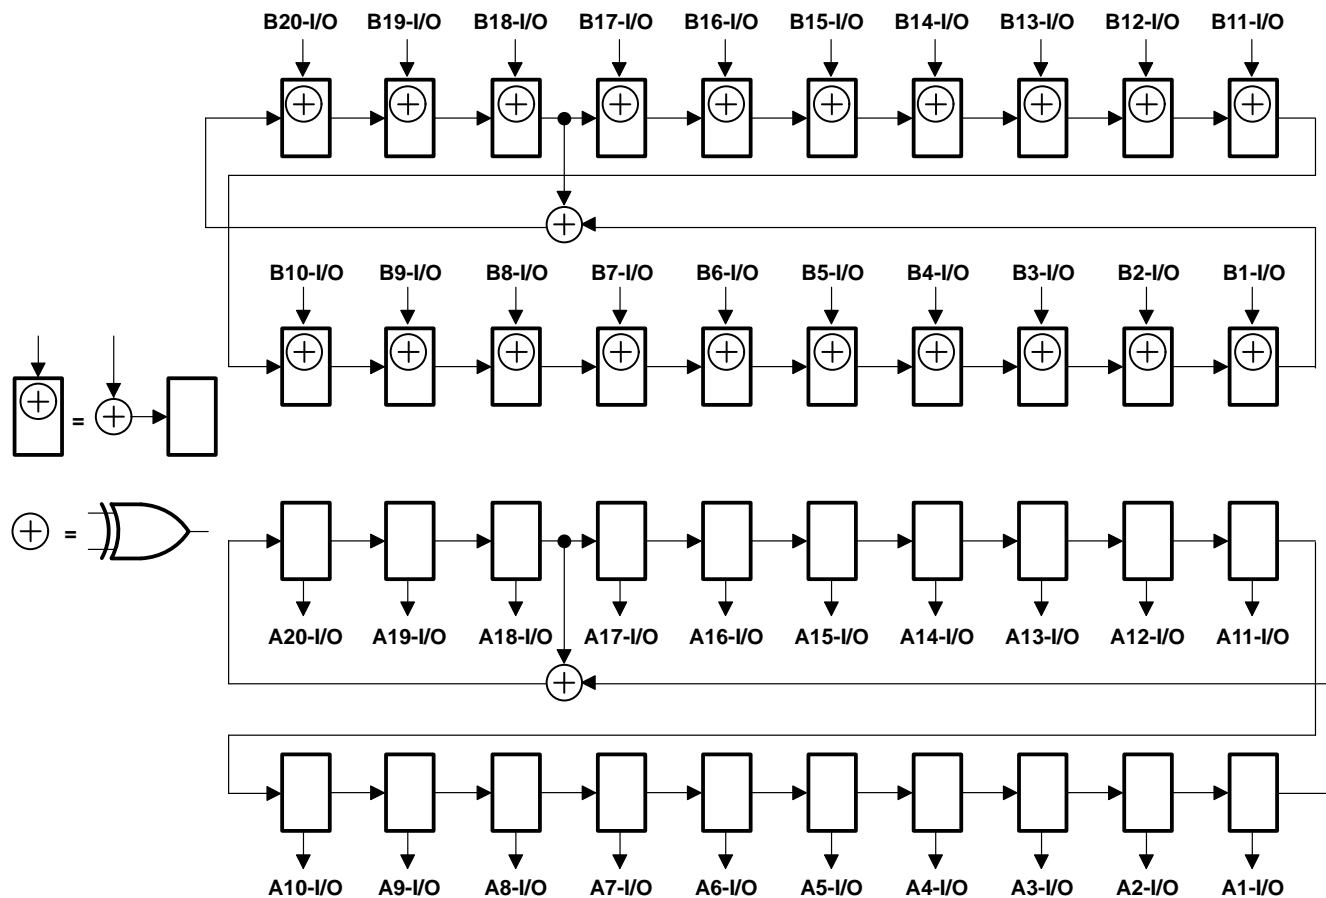 B20-I/O B19-I/O B18-I/O B17-I/O B16-I/O B15-I/O B14-I/O B13-I/O B12-I/O B11-I/O
B10-I/O B9-I/O B8-I/O B7-I/O B6-I/O B5-I/O B4-I/O B3-I/O B2-I/O B1-I/O
=
=
A20-I/O A19-I/O A18-I/O A17-I/O A16-I/O A15-I/O A14-I/O A13-I/O A12-I/O A11-I/O
A10-I/O A9-I/O A8-I/O A7-I/O A6-I/O A5-I/O A4-I/O A3-I/O A2-I/O A1-I/O